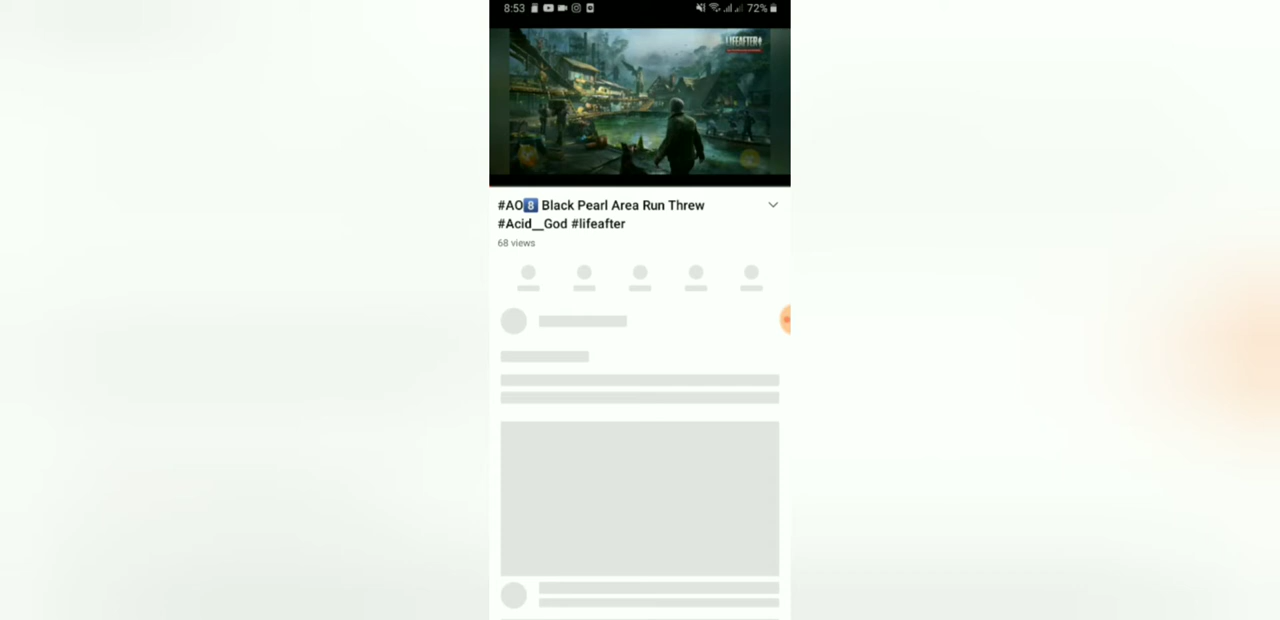 8:53
72%
LIFEAFTER
#AO8️⃣ Black Pearl Area Run Threw
#Acid__God #lifeafter
68 views